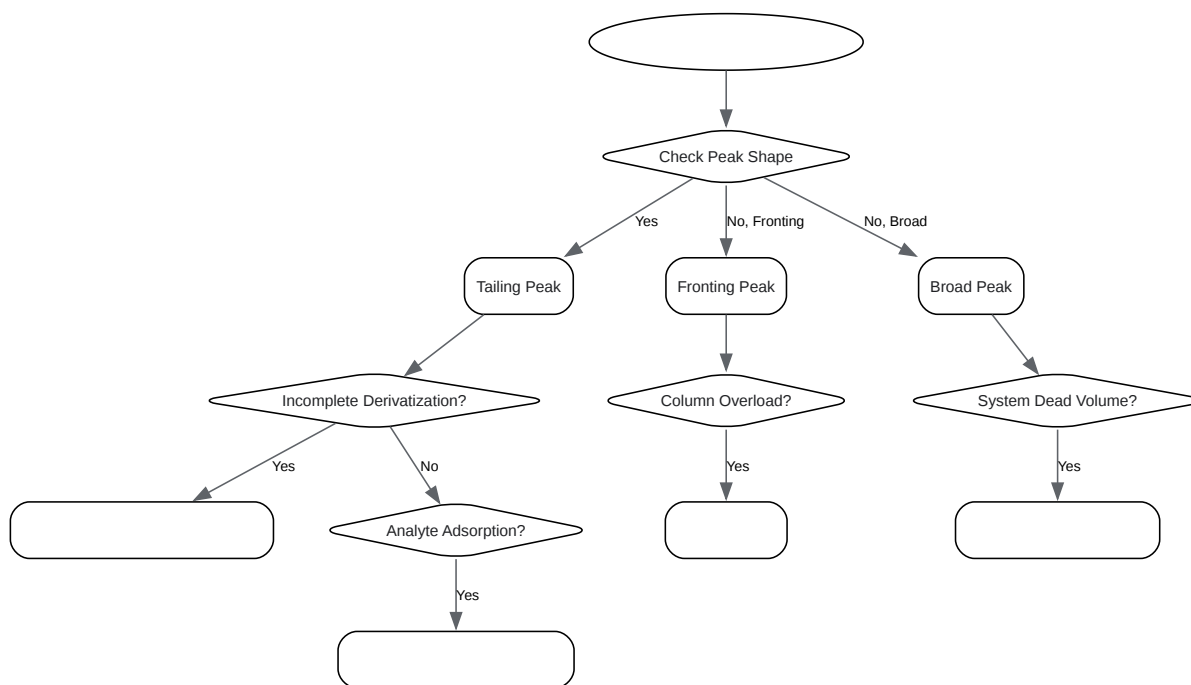 Check Peak Shape
Yes
No, Fronting
No, Broad
Tailing Peak
Fronting Peak
Broad Peak
Incomplete Derivatization?
Column Overload?
System Dead Volume?
Yes
No
Yes
Yes
Analyte Adsorption?
Yes